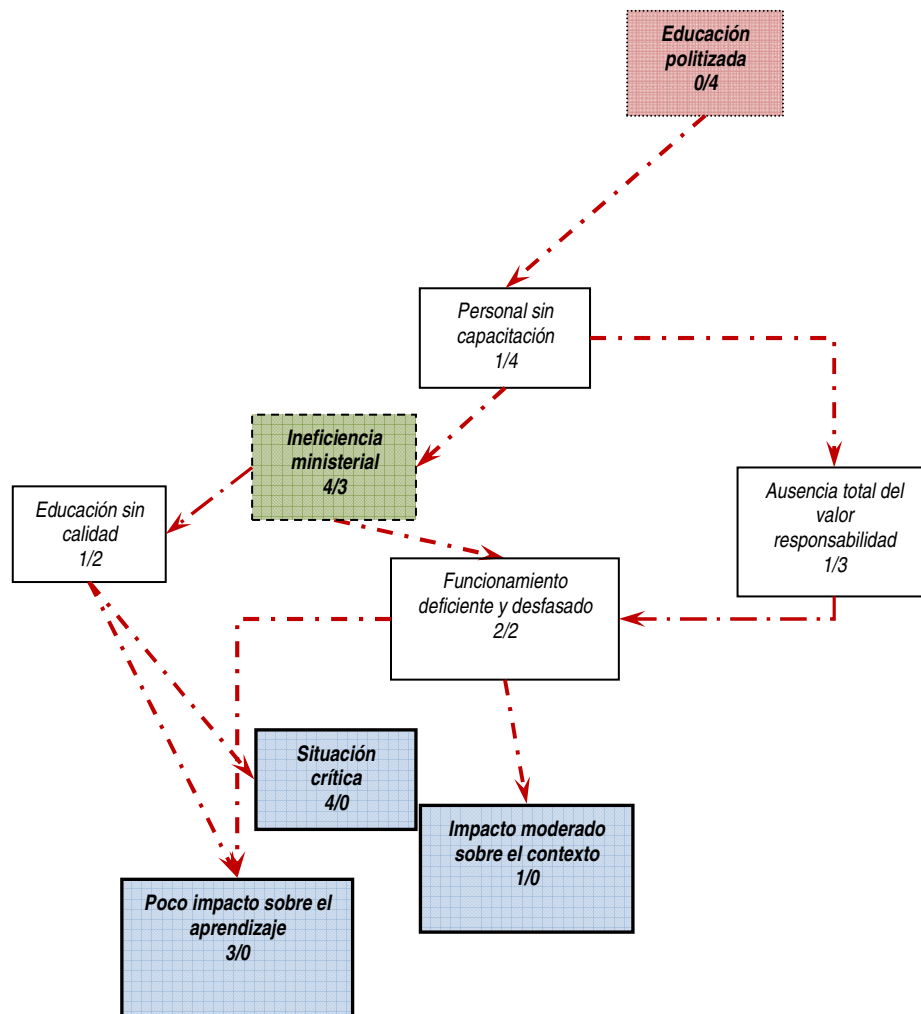 Educación
politizada
0/4
Personal sin
capacitación
1/4
Ineficiencia
ministerial
4/3
Ausencia total del
valor
responsabilidad
1/3
Educación sin
calidad
1/2
Funcionamiento
deficiente y desfasado
2/2
Situación
crítica
4/0
Impacto moderado
sobre el contexto
1/0
Poco impacto sobre el
aprendizaje
3/0